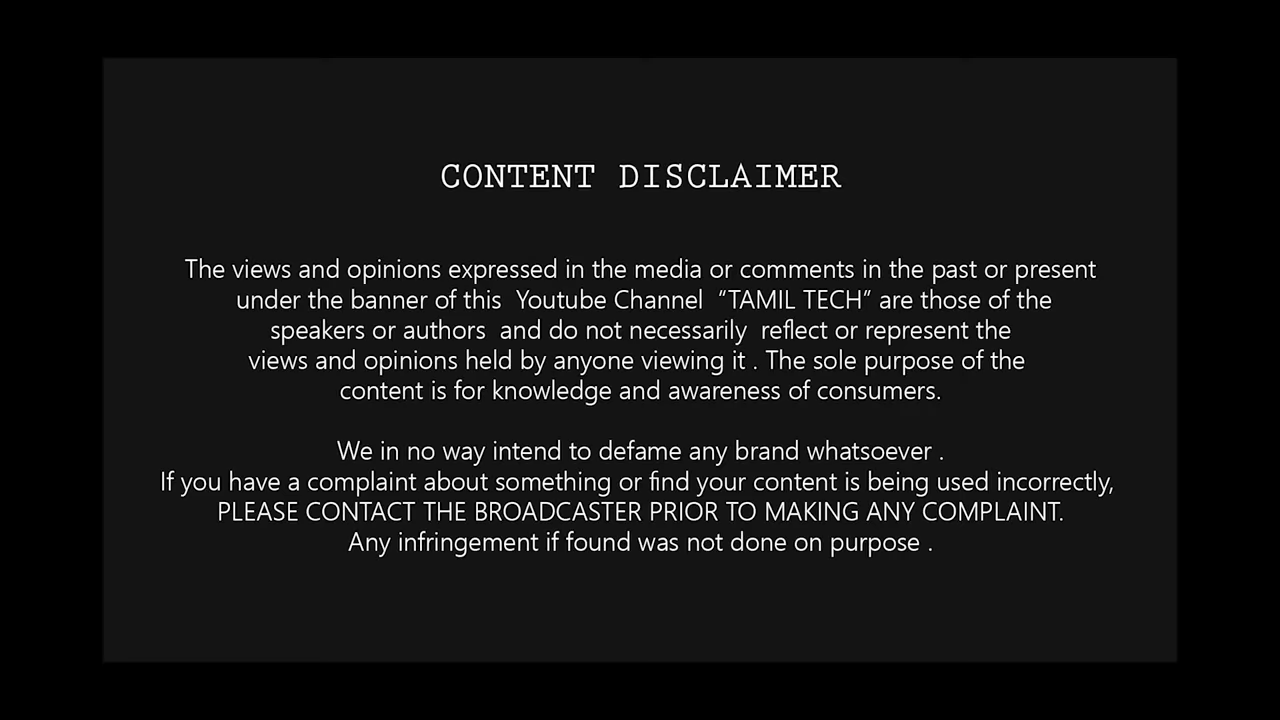 CONTENT DISCLAIMER
The views and opinions expressed in the media or comments in the past or present
under the banner of this  Youtube Channel  “TAMIL TECH” are those of the
speakers or authors  and do not necessarily  reflect or represent the
views and opinions held by anyone viewing it . The sole purpose of the
content is for knowledge and awareness of consumers.
We in no way intend to defame any brand whatsoever .
If you have a complaint about something or find your content is being used incorrectly,
PLEASE CONTACT THE BROADCASTER PRIOR TO MAKING ANY COMPLAINT.
Any infringement if found was not done on purpose .